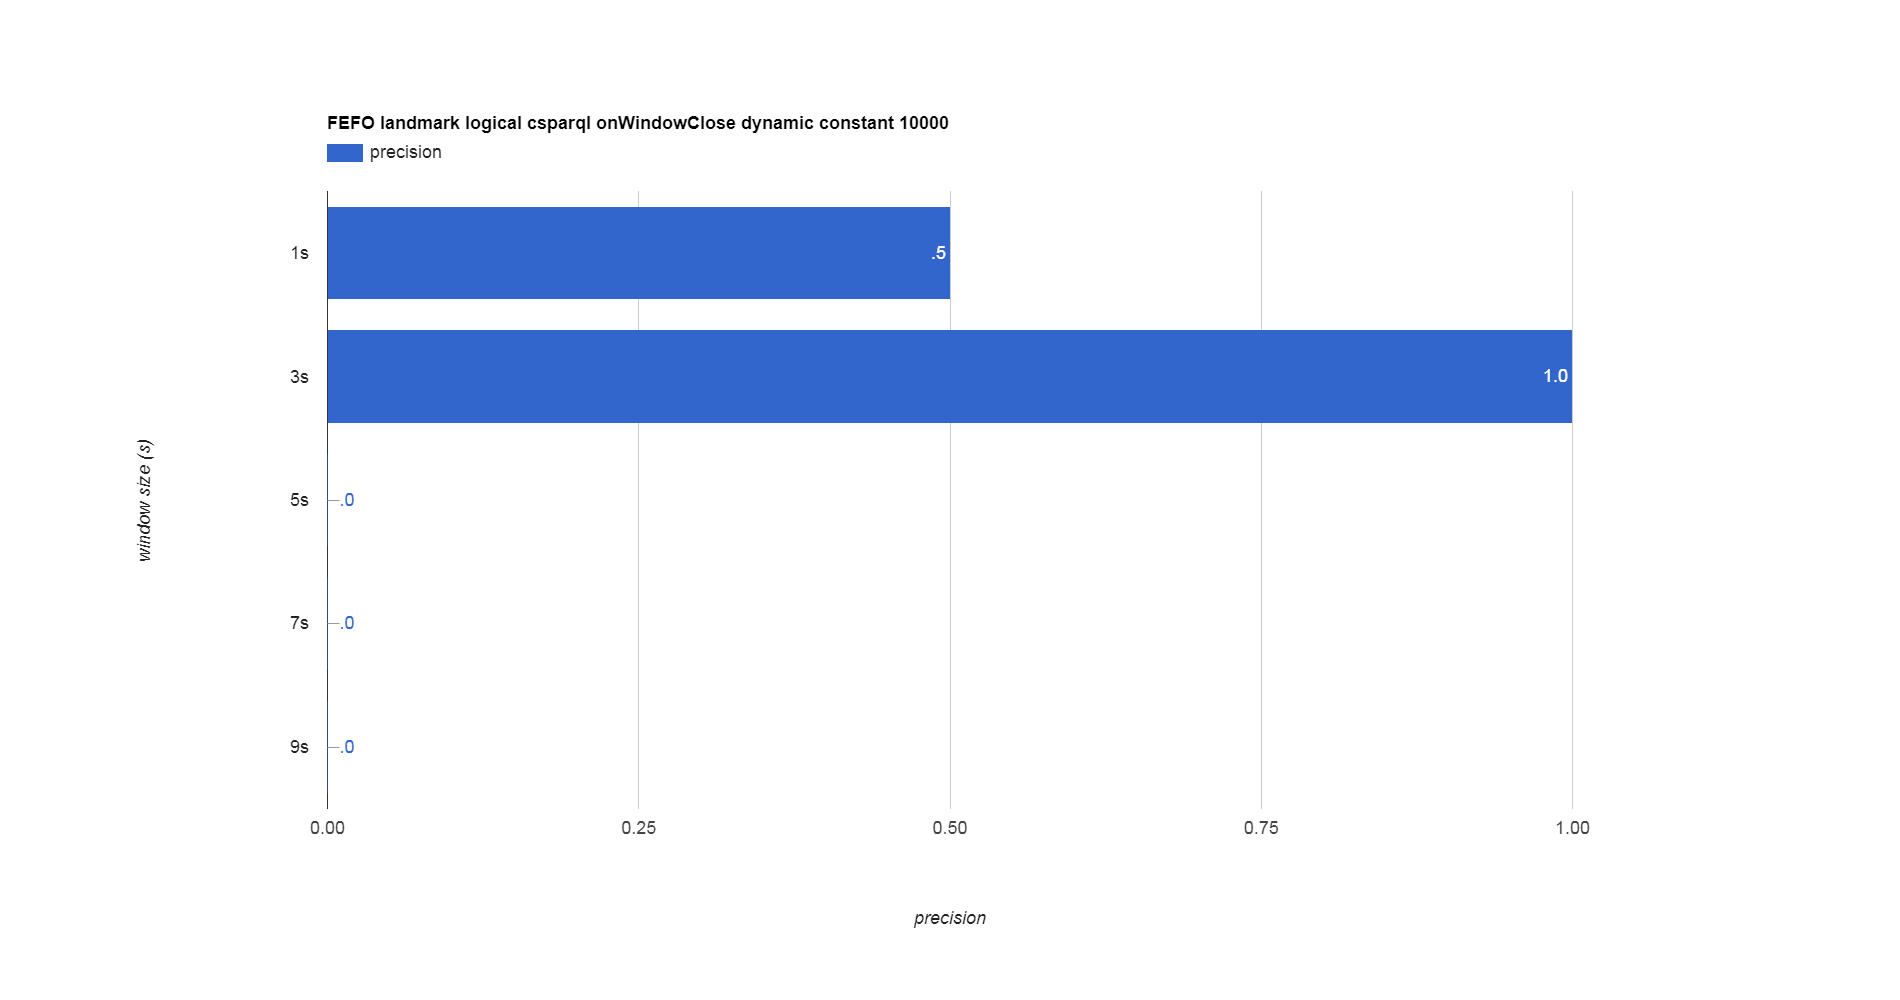 FEFO landmark logical csparql onWindowClose dynamic constant 10000
precision
1s
.5
3s
1.0
5s
.0
7s
.0
9s
.0
0.00 0.25 0.50 0.75 1.00
precision
window size (s)